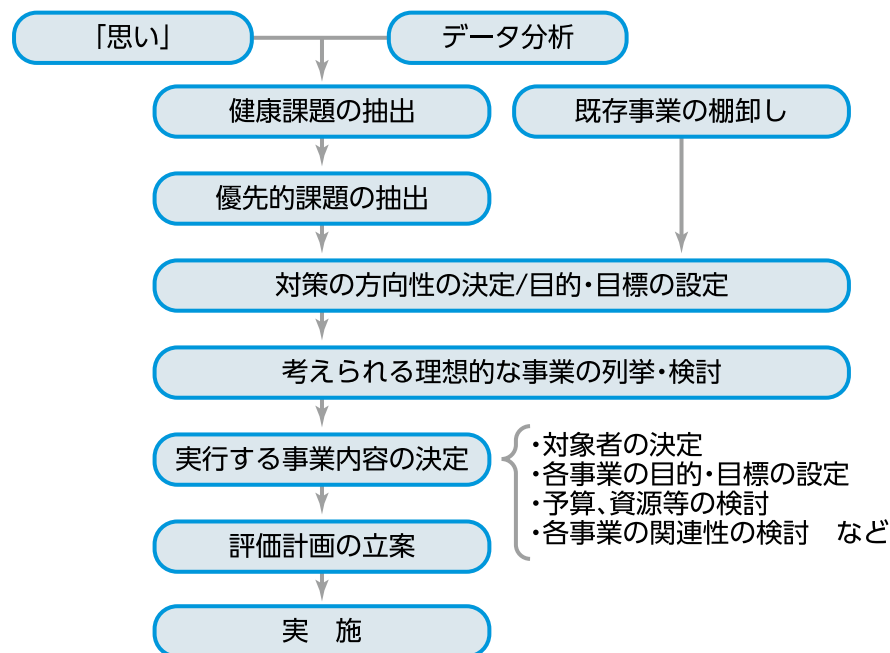 「思い」
データ分析
健康課題の抽出
既存事業の棚卸し
優先的課題の抽出
対策の方向性の決定/目的・目標の設定
考えられる理想的な事業の列挙・検討
実行する事業内容の決定
・対象者の決定
・各事業の目的・目標の設定
・予算、資源等の検討
・各事業の関連性の検討　など
評価計画の立案
実　施